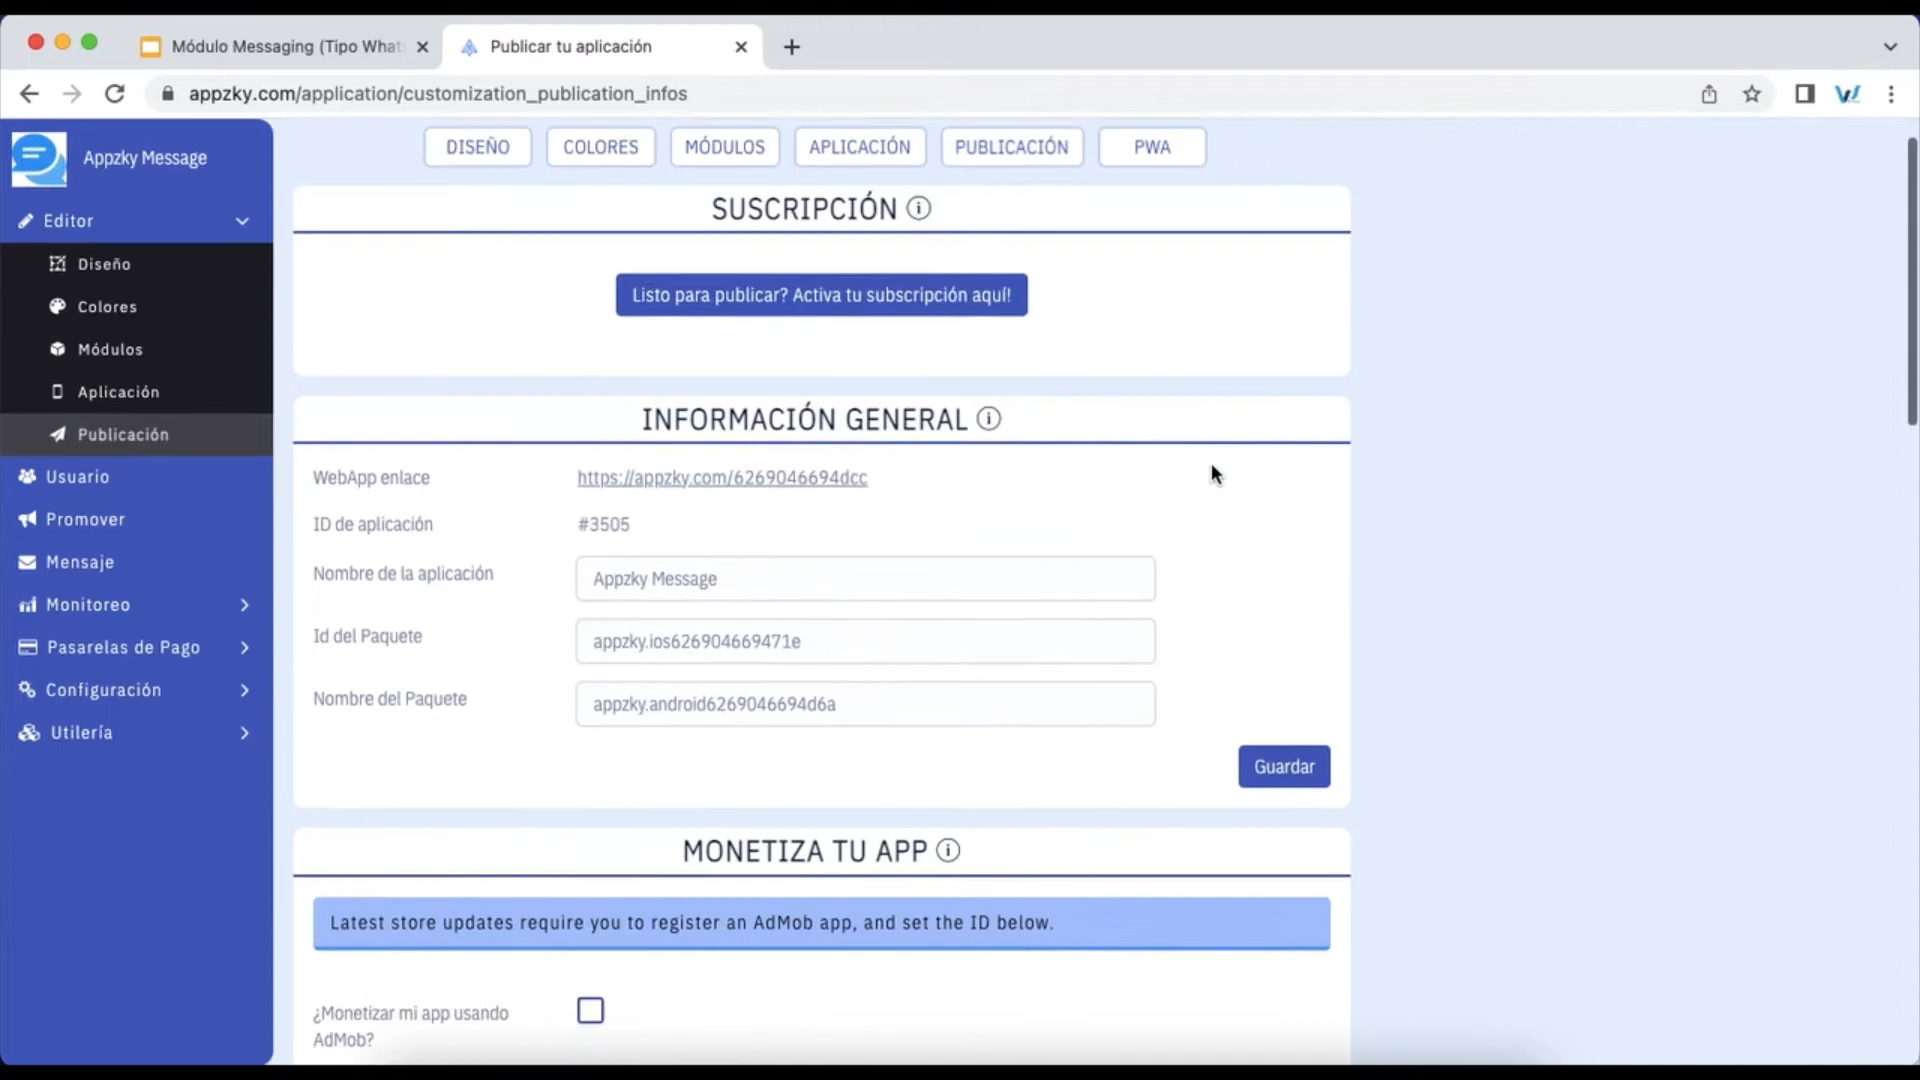 Módulo Messaging (Tipo What
Publicar tu aplicación
appzky.com/application/customization_publication_infos
Appzky Message
Editor
Diseño
Colores
Módulos
Aplicación
Publicación
Usuario
Promover
Mensaje
Monitoreo
Pasarelas de Pago
Configuración
Utilería
DISEÑO
COLORES
MÓDULOS
APLICACIÓN
PUBLICACIÓN
PWA
SUSCRIPCIÓN
Listo para publicar? Activa tu subscripción aquí!
INFORMACIÓN GENERAL
WebApp enlace
https://appzky.com/6269046694dcc
ID de aplicación
#3505
Nombre de la aplicación
Appzky Message
Id del Paquete
appzky.ios626904669471e
Nombre del Paquete
appzky.android6269046694d6a
Guardar
MONETIZA TU APP
Latest store updates require you to register an AdMob app, and set the ID below.
¿Monetizar mi app usando
AdMob?